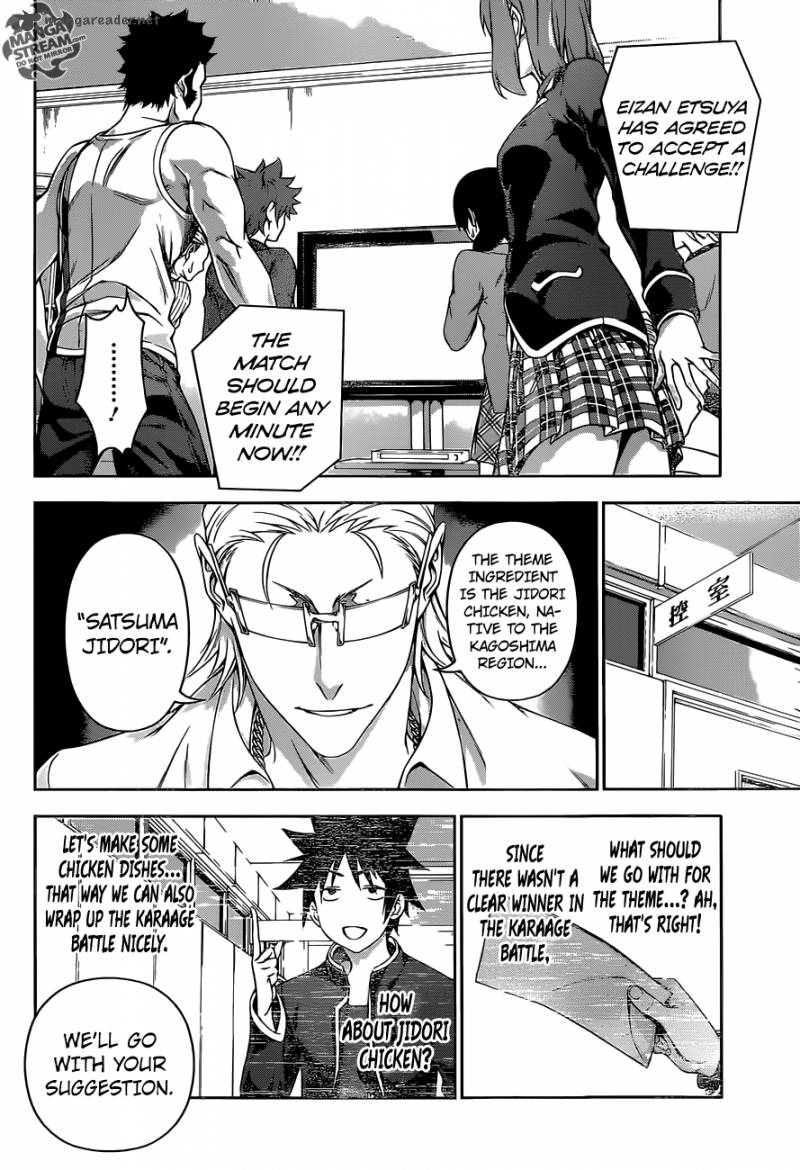 mangareader.net
MANGA
STREAM.COM
DO NOT MIRROR.
EIZAN ETSUYA
HAS AGREED
TO ACCEPT A
CHALLENGE!!
THE
MATCH
SHOULD
BEGIN ANY
MINUTE
NOW!!
......!
控室
THE THEME
INGREDIENT
IS THE JIDORI
CHICKEN, NA-
TIVE TO THE
KAGOSHIMA
REGION...
"SATSUMA
JIDORI".
WHAT SHOULD
WE GO WITH FOR
THE THEME...? AH,
THAT'S RIGHT!
SINCE
THERE WASN'T A
CLEAR WINNER IN
THE KARAAGE
BATTLE,
HOW
ABOUT JIDORI
CHICKEN?
LET'S MAKE SOME
CHICKEN DISHES...
THAT WAY WE CAN ALSO
WRAP UP THE KARAAGE
BATTLE NICELY.
WE'LL GO
WITH YOUR
SUGGESTION.